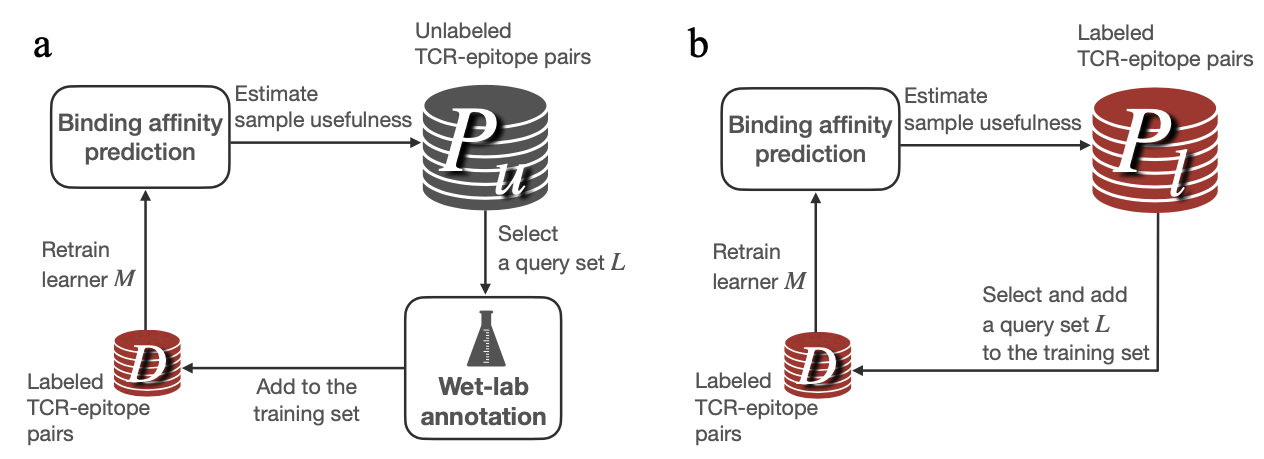 a
Unlabeled
TCR-epitope pairs
Binding affinity
prediction
Estimate
sample usefulness
P u
Select
a query set L
Retrain
learner M
D
Labeled
TCR-epitope
pairs
Add to the
training set
Wet-lab
annotation
b
Labeled
TCR-epitope pairs
Binding affinity
prediction
Estimate
sample usefulness
P l
Retrain
learner M
Select and add
a query set L
to the training set
D
Labeled
TCR-epitope
pairs